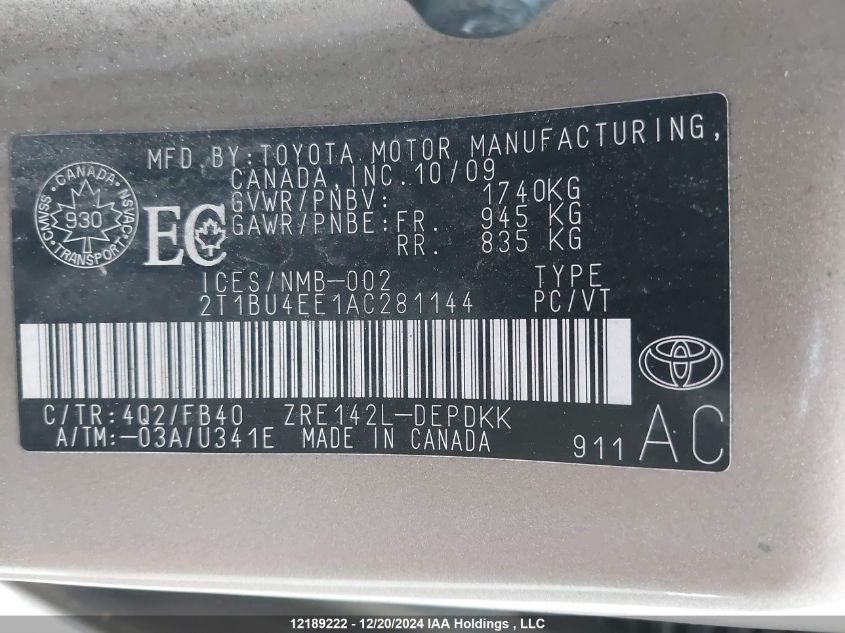 MFD BY:TOYOTA MOTOR MANUFACTURING,
CANADA, INC. 10/09
GVWR/PNBV: 1740KG
GAWR/PNBE:FR. 945 KG
RR. 835 KG
CANADA
CMVSS 930 NSVAC
TRANSPORT
EC
ICES/NMB-002 TYPE
2T1BU4EE1AC281144 PC/VT
C/TR:4Q2/FB40 ZRE142L-DEPDKK
A/TM:-03A/U341E MADE IN CANADA 911 AC
12189222 - 12/20/2024 IAA Holdings , LLC